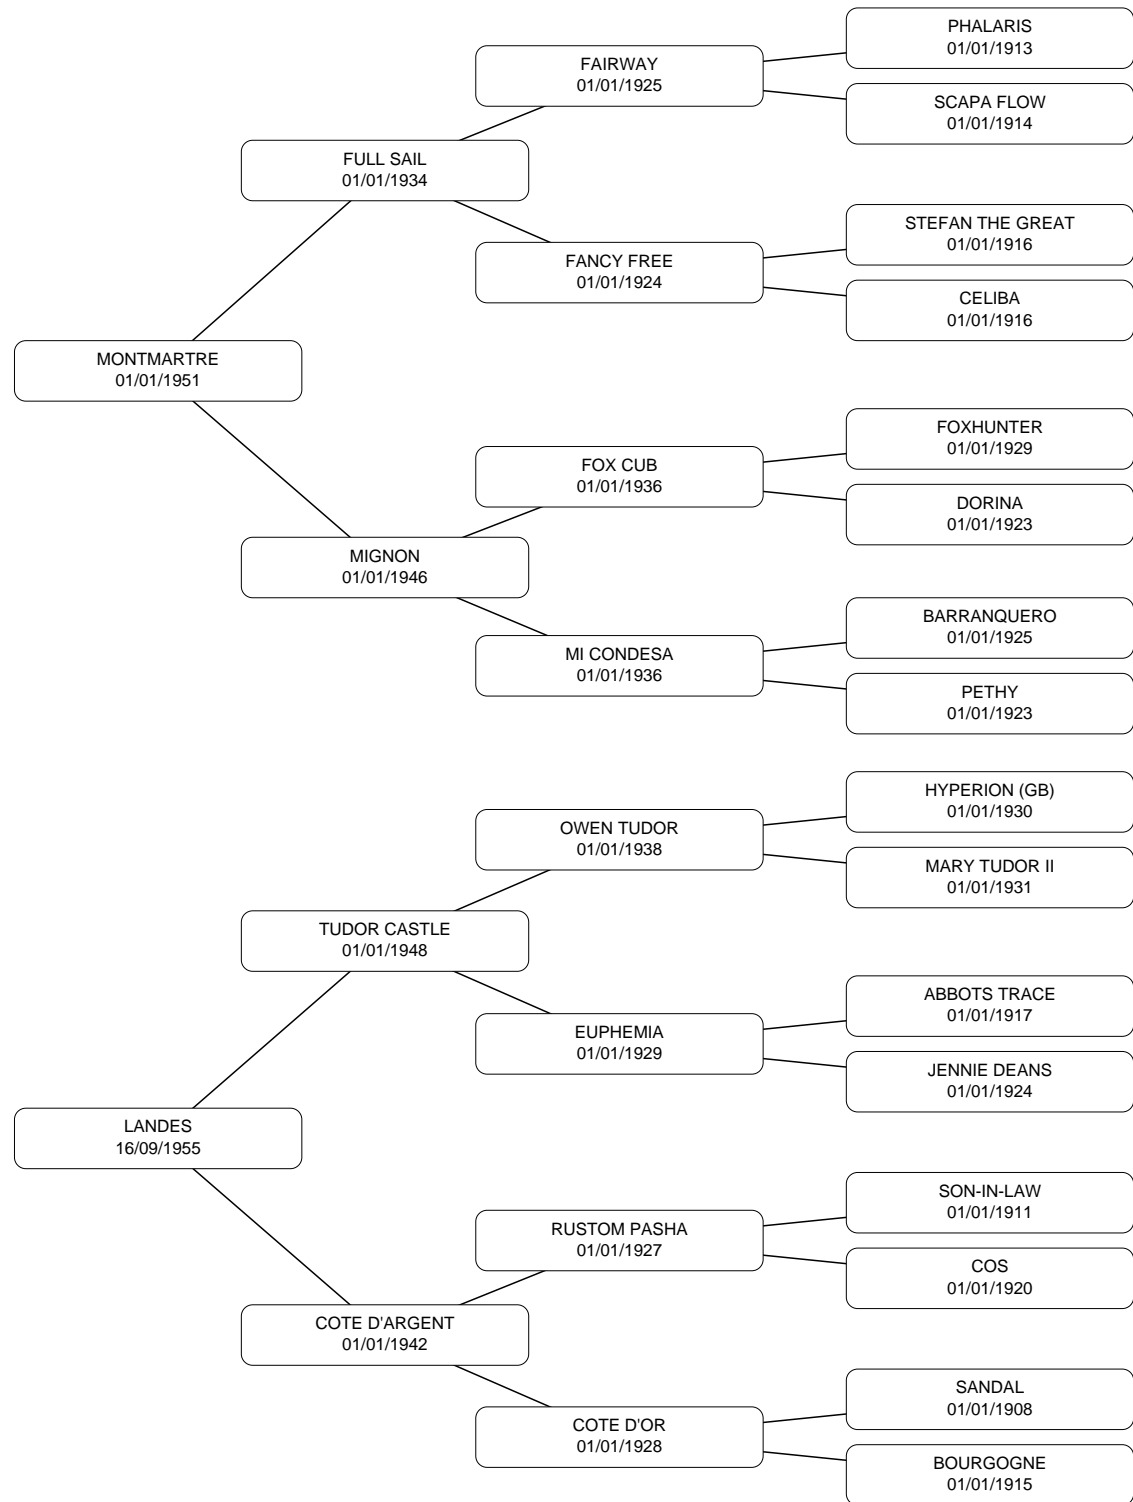 PHALARIS
01/01/1913
FAIRWAY
01/01/1925
SCAPA FLOW
01/01/1914
FULL SAIL
01/01/1934
STEFAN THE GREAT
01/01/1916
FANCY FREE
01/01/1924
CELIBA
01/01/1916
MONTMARTRE
01/01/1951
FOXHUNTER
01/01/1929
FOX CUB
01/01/1936
DORINA
01/01/1923
MIGNON
01/01/1946
BARRANQUERO
01/01/1925
MI CONDESA
01/01/1936
PETHY
01/01/1923
HYPERION (GB)
01/01/1930
OWEN TUDOR
01/01/1938
MARY TUDOR II
01/01/1931
TUDOR CASTLE
01/01/1948
ABBOTS TRACE
01/01/1917
EUPHEMIA
01/01/1929
JENNIE DEANS
01/01/1924
LANDES
16/09/1955
SON-IN-LAW
01/01/1911
RUSTOM PASHA
01/01/1927
COS
01/01/1920
COTE D'ARGENT
01/01/1942
SANDAL
01/01/1908
COTE D'OR
01/01/1928
BOURGOGNE
01/01/1915